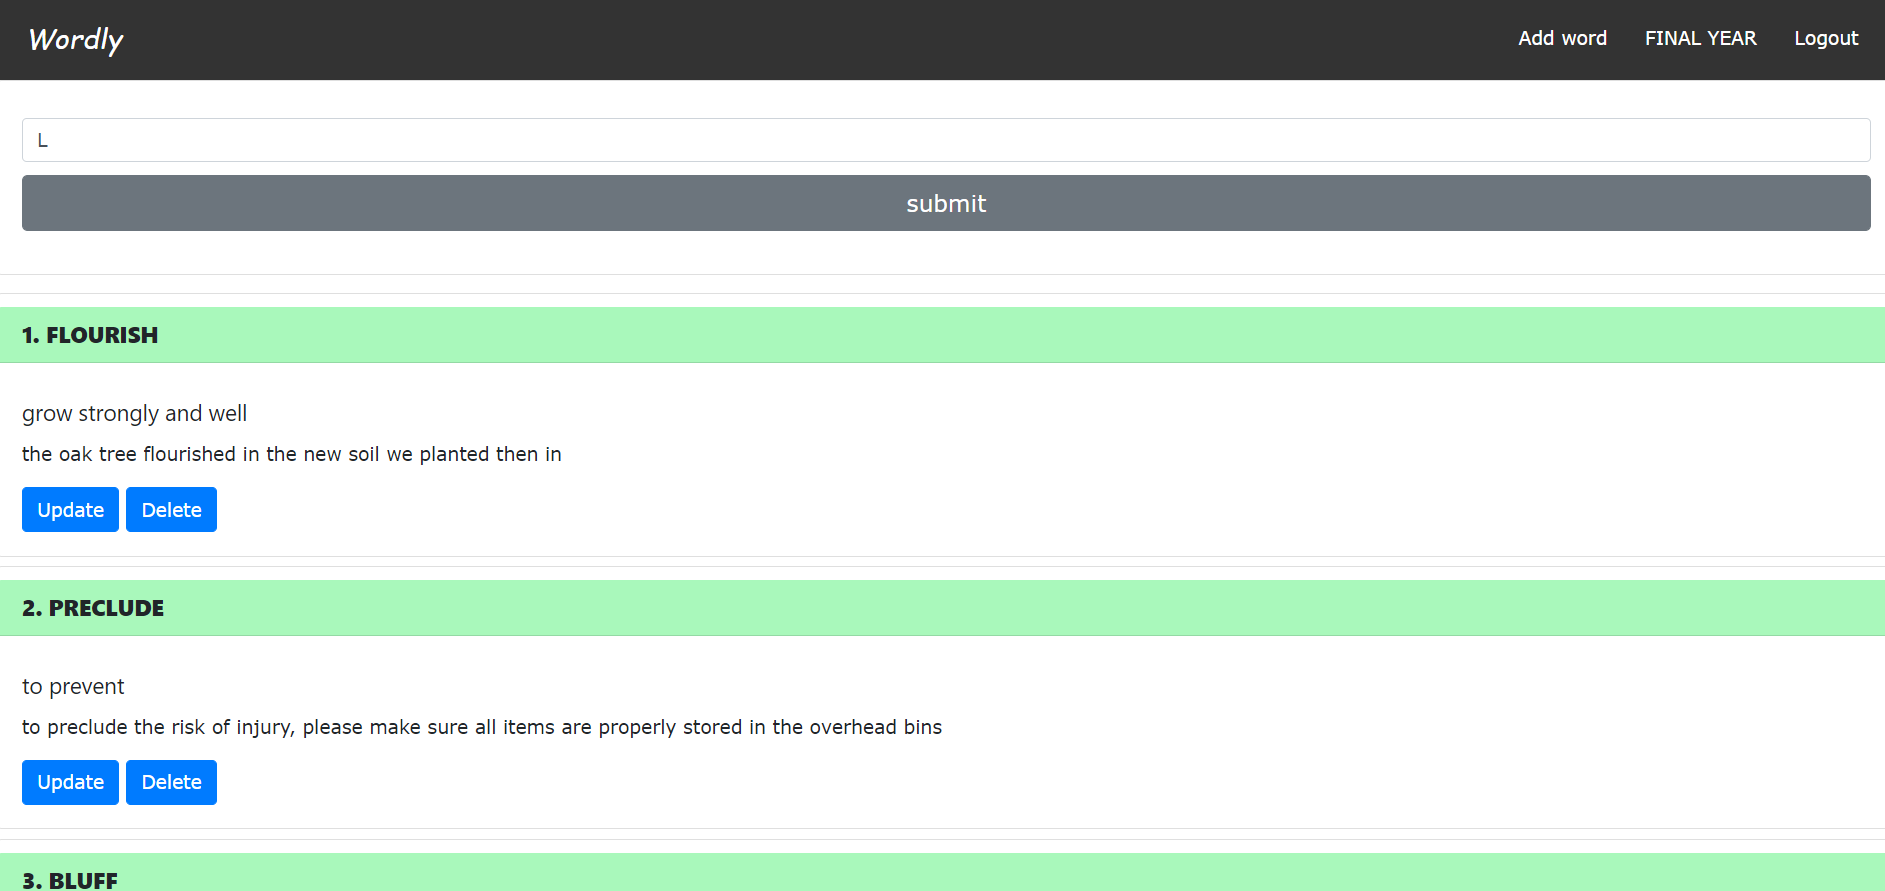 Wordly
Add word FINAL YEAR Logout
L
submit
1. FLOURISH
grow strongly and well
the oak tree flourished in the new soil we planted then in
Update Delete
2. PRECLUDE
to prevent
to preclude the risk of injury, please make sure all items are properly stored in the overhead bins
Update Delete
3. BLUFF